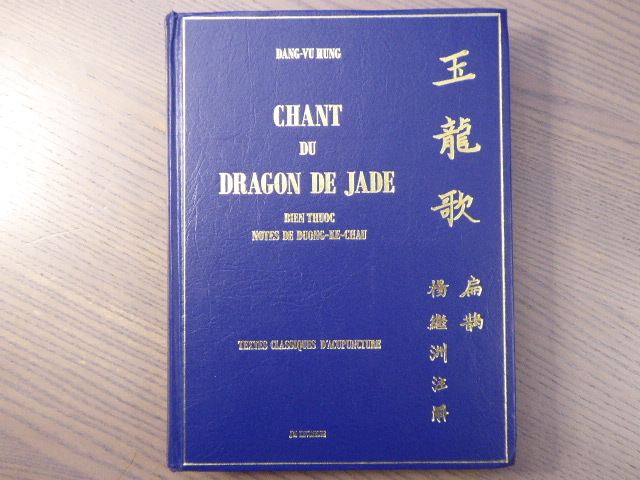 DANG-VU HUNG
CHANT
DU
DRAGON DE JADE
BIEN THUOC
NOTES DE DUONG-KE-CHAU
TEXTES CLASSIQUES D'ACUPUNCTURE
玉龍歌
扁鵲
楊繼洲注解